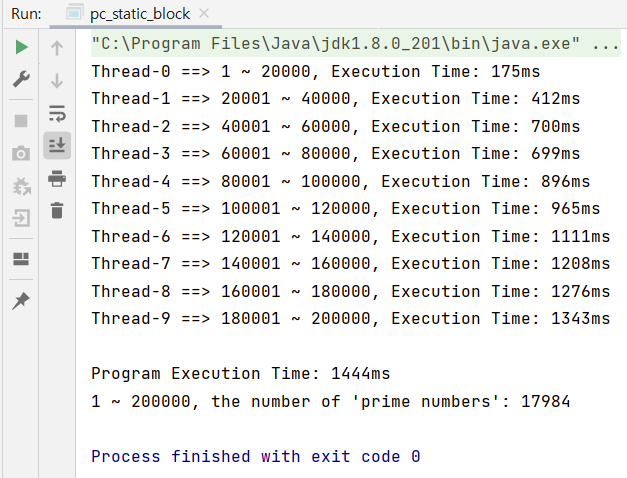 Run: pc_static_block
"C:\Program Files\Java\jdk1.8.0_201\bin\java.exe" ...
Thread-0 ==> 1 ~ 20000, Execution Time: 175ms
Thread-1 ==> 20001 ~ 40000, Execution Time: 412ms
Thread-2 ==> 40001 ~ 60000, Execution Time: 700ms
Thread-3 ==> 60001 ~ 80000, Execution Time: 699ms
Thread-4 ==> 80001 ~ 100000, Execution Time: 896ms
Thread-5 ==> 100001 ~ 120000, Execution Time: 965ms
Thread-6 ==> 120001 ~ 140000, Execution Time: 1111ms
Thread-7 ==> 140001 ~ 160000, Execution Time: 1208ms
Thread-8 ==> 160001 ~ 180000, Execution Time: 1276ms
Thread-9 ==> 180001 ~ 200000, Execution Time: 1343ms
Program Execution Time: 1444ms
1 ~ 200000, the number of 'prime numbers': 17984
Process finished with exit code 0